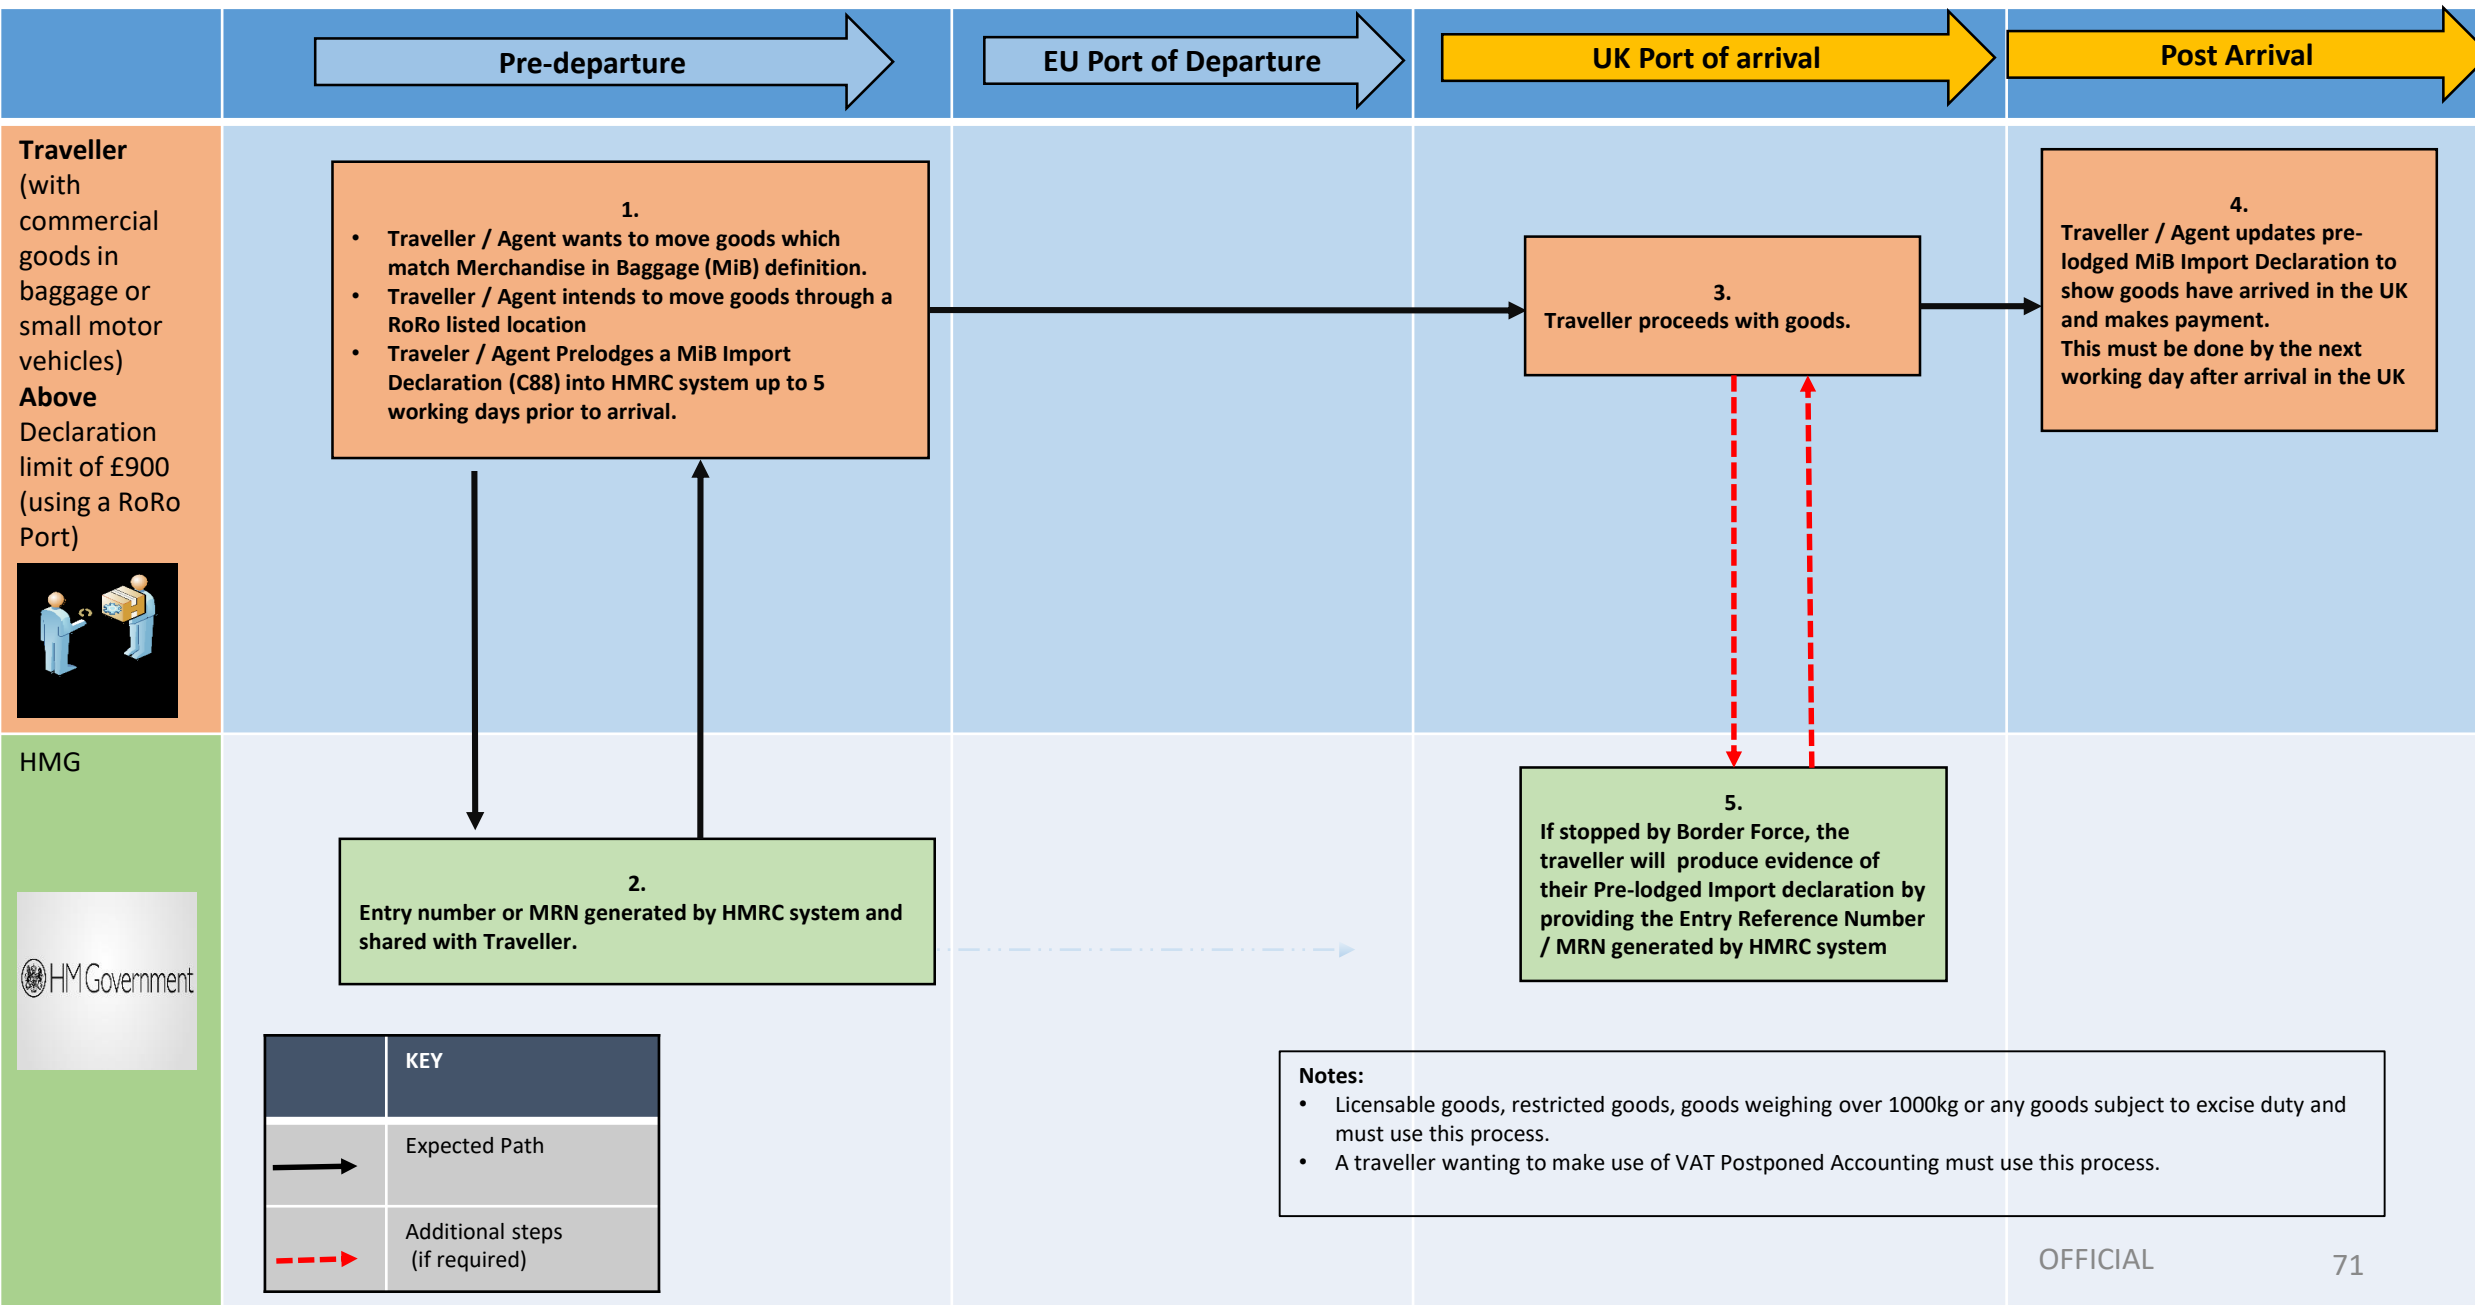 Pre-departure
EU Port of Departure
UK Port of arrival
Post Arrival
Traveller
(with
commercial
goods in
baggage or
small motor
vehicles)
Above
Declaration
limit of £900
(using a RoRo
Port)
1.
• Traveller / Agent wants to move goods which
match Merchandise in Baggage (MiB) definition.
• Traveller / Agent intends to move goods through a
RoRo listed location
• Traveler / Agent Prelodges a MiB Import
Declaration (C88) into HMRC system up to 5
working days prior to arrival.
3.
Traveller proceeds with goods.
4.
Traveller / Agent updates pre-
lodged MiB Import Declaration to
show goods have arrived in the UK
and makes payment.
This must be done by the next
working day after arrival in the UK
HMG
HM Government
2.
Entry number or MRN generated by HMRC system and
shared with Traveller.
5.
If stopped by Border Force, the
traveller will produce evidence of
their Pre-lodged Import declaration by
providing the Entry Reference Number
/ MRN generated by HMRC system
KEY
Expected Path
Additional steps
(if required)
Notes:
• Licensable goods, restricted goods, goods weighing over 1000kg or any goods subject to excise duty and
must use this process.
• A traveller wanting to make use of VAT Postponed Accounting must use this process.
OFFICIAL
71